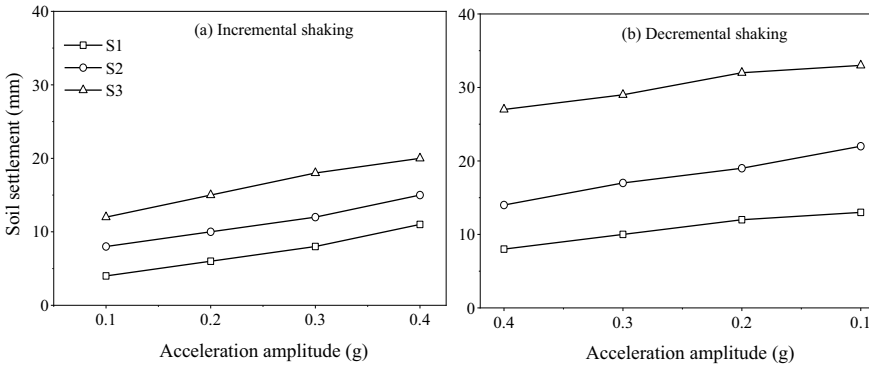 (a) Incremental shaking
S1
S2
S3
40
30
20
10
0
Soil settlement (mm)
0.1 0.2 0.3 0.4
Acceleration amplitude (g)
(b) Decremental shaking
40
30
20
10
0
0.4 0.3 0.2 0.1
Acceleration amplitude (g)